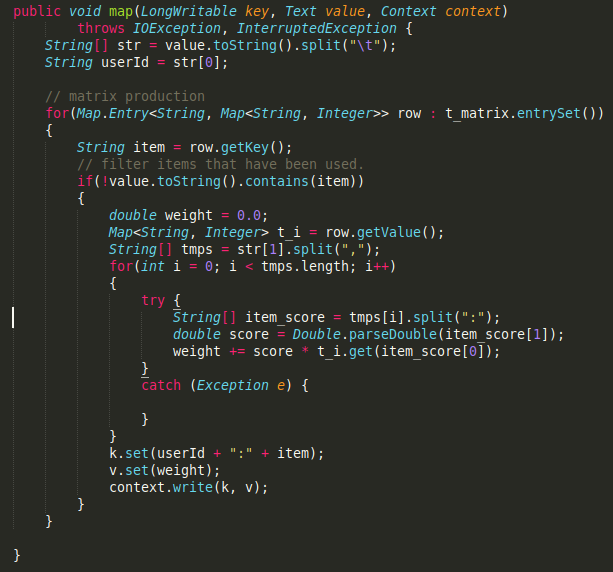 public void map(LongWritable key, Text value, Context context)
        throws IOException, InterruptedException {
    String[] str = value.toString().split("\t");
    String userId = str[0];

    // matrix production
    for(Map.Entry<String, Map<String, Integer>> row : t_matrix.entrySet())
    {
        String item = row.getKey();
        // filter items that have been used.
        if(!value.toString().contains(item))
        {
            double weight = 0.0;
            Map<String, Integer> t_i = row.getValue();
            String[] tmps = str[1].split(",");
            for(int i = 0; i < tmps.length; i++)
            {
                try {
                    String[] item_score = tmps[i].split(":");
                    double score = Double.parseDouble(item_score[1]);
                    weight += score * t_i.get(item_score[0]);
                }
                catch (Exception e) {

                }
            }
            k.set(userId + ":" + item);
            v.set(weight);
            context.write(k, v);
        }
    }

}